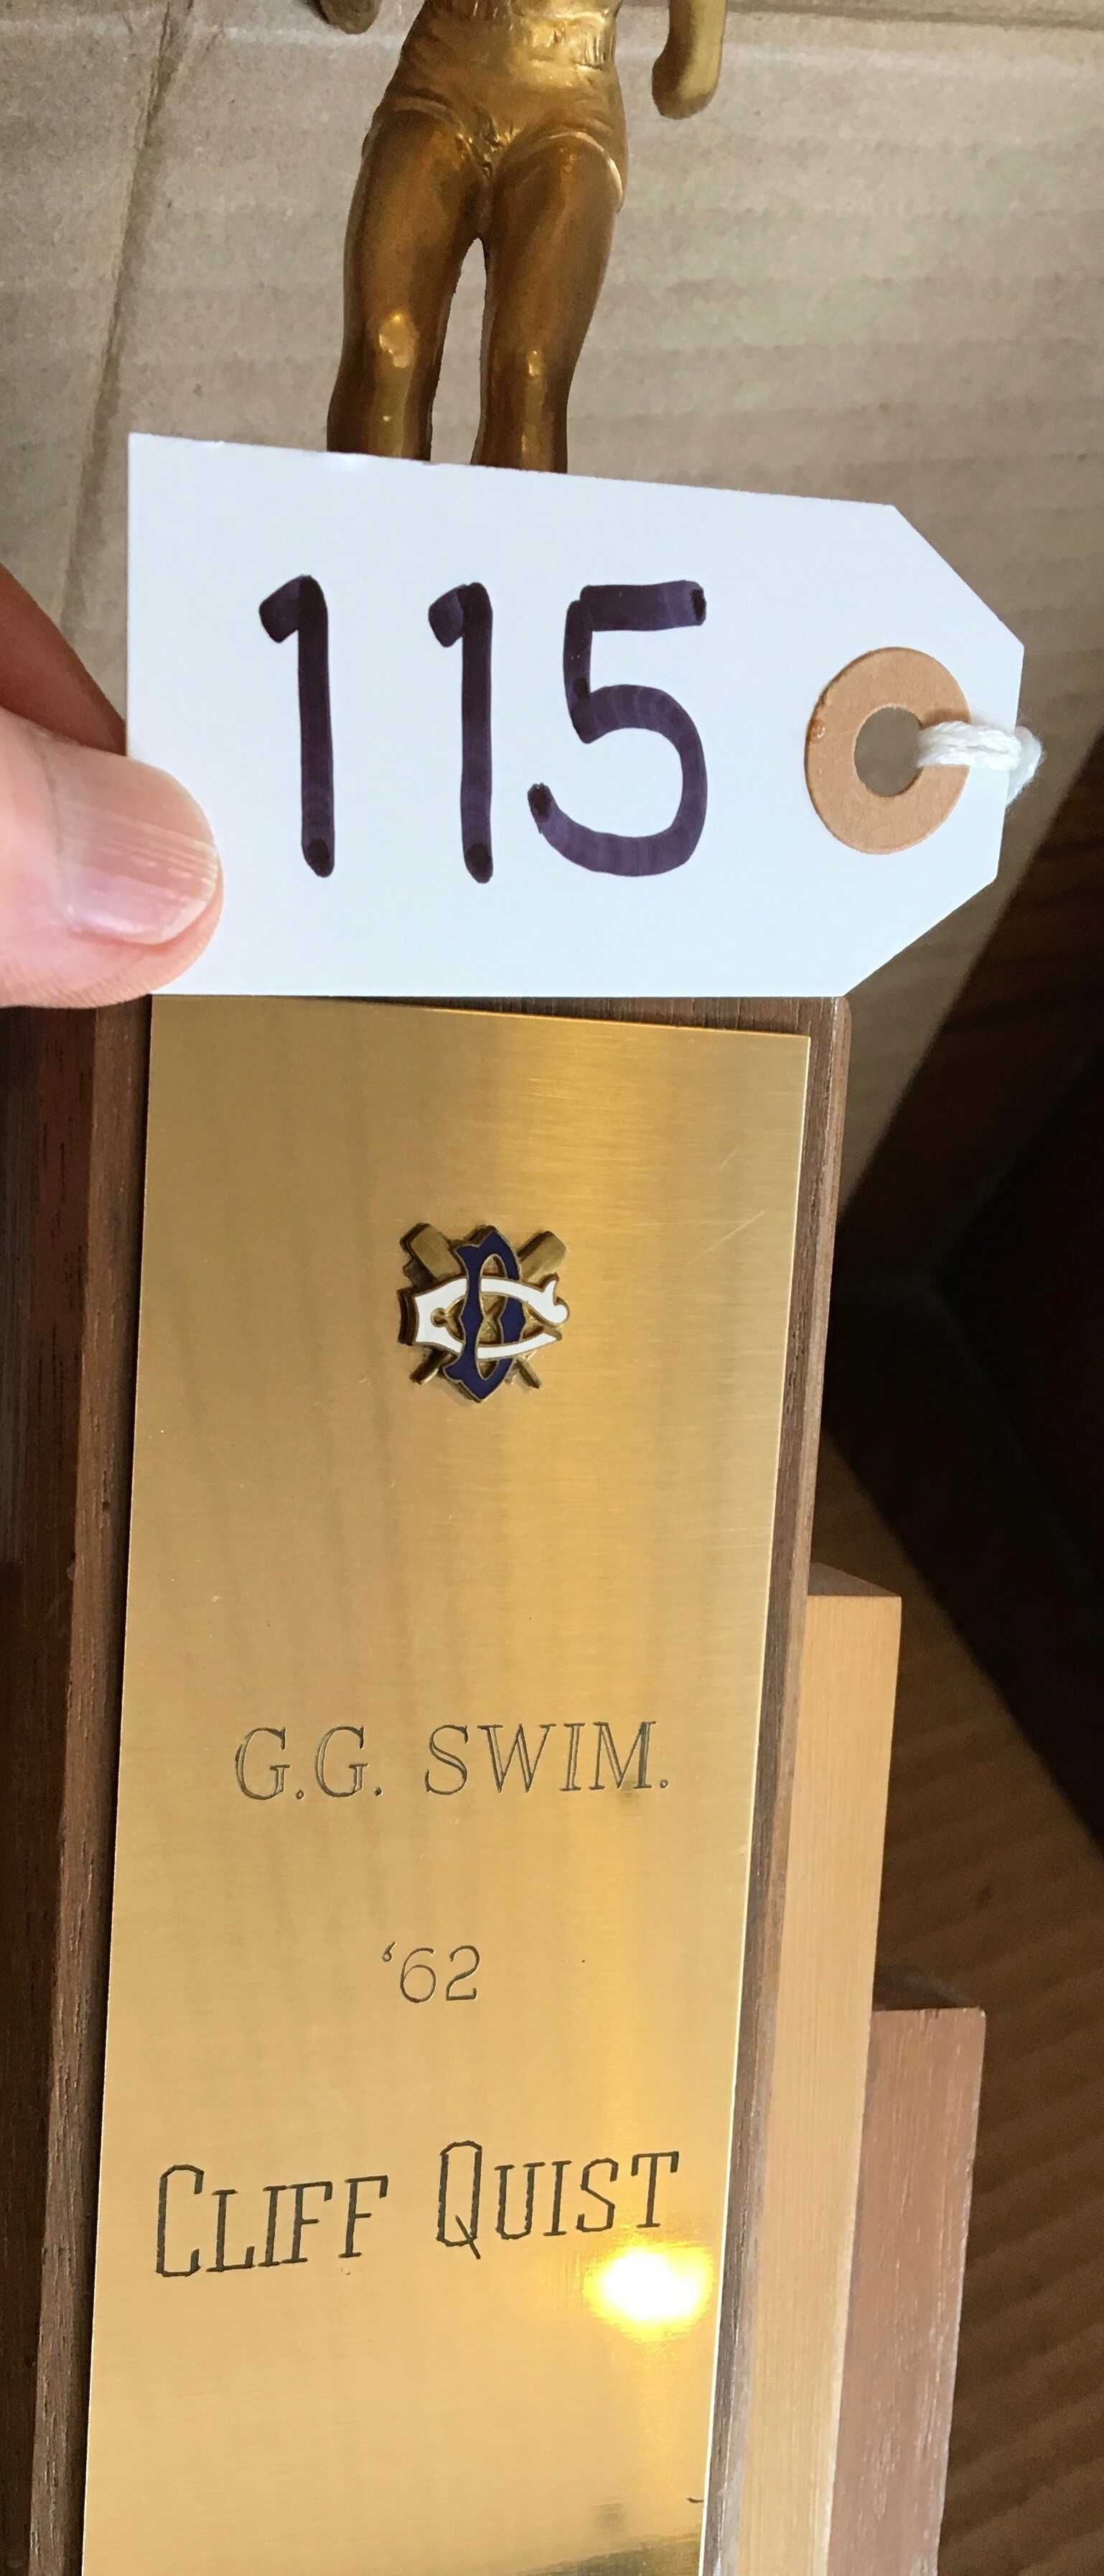 115
G.G. SWIM.
‘62
CLIFF QUIST